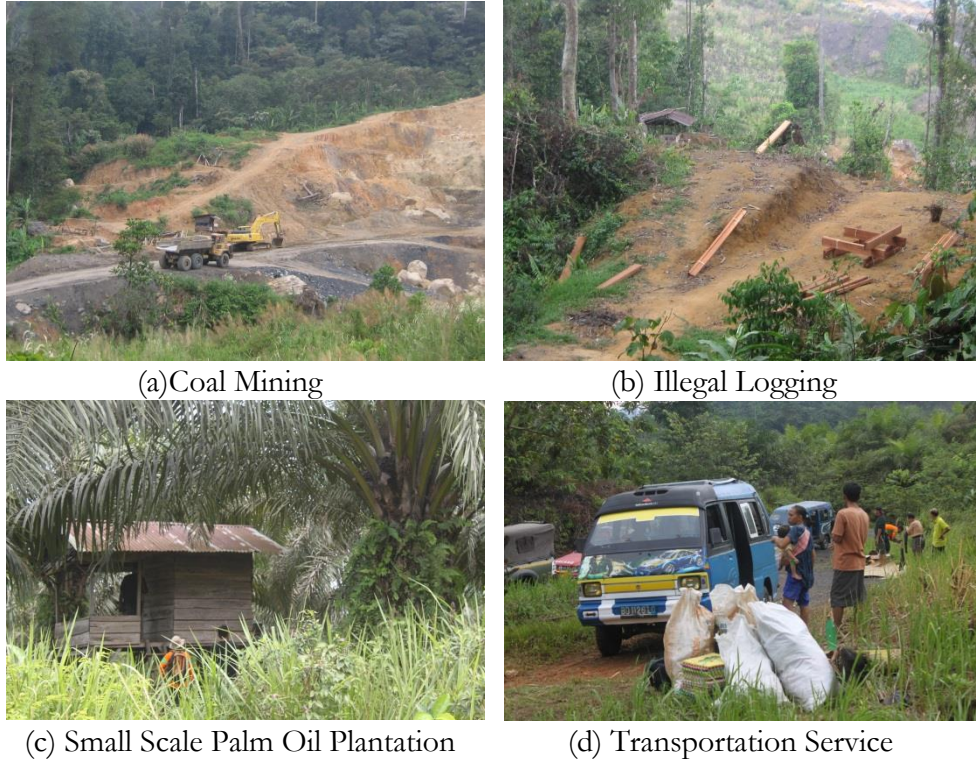 (a)Coal Mining
(b) Illegal Logging
(c) Small Scale Palm Oil Plantation
(d) Transportation Service